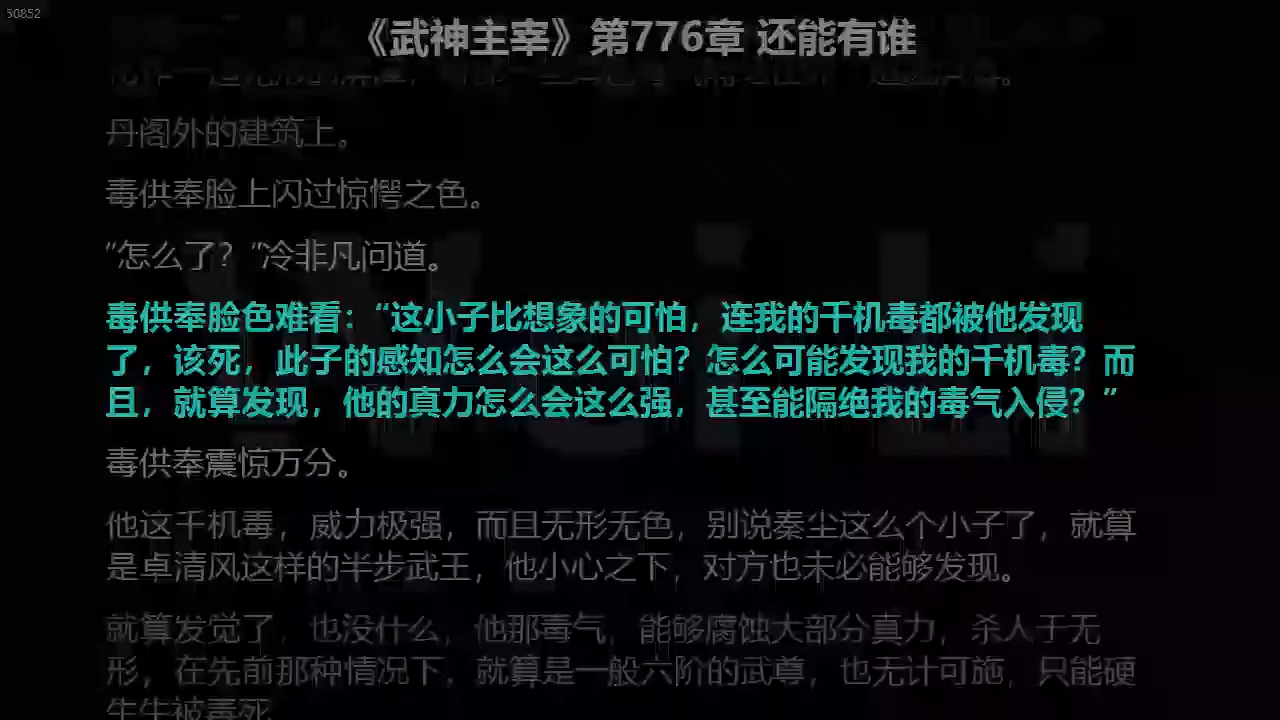 50852
《武神主宰》第776章 还能有谁
丹阁外的建筑上。
毒供奉脸上闪过惊愕之色。
“怎么了？”冷非凡问道。
毒供奉脸色难看：“这小子比想象的可怕，连我的千机毒都被他发现
了，该死，此子的感知怎么会这么可怕？怎么可能发现我的千机毒？而
且，就算发现，他的真力怎么会这么强，甚至能隔绝我的毒气入侵？”
毒供奉震惊万分。
他这千机毒，威力极强，而且无形无色，别说秦尘这么个小子了，就算
是卓清风这样的半步武王，他小心之下，对方也未必能够发现。
就算发觉了，也没什么，他那毒气，能够腐蚀大部分真力，杀人于无
形，在先前那种情况下，就算是一般六阶的武尊，也无计可施，只能硬
生生被毒死